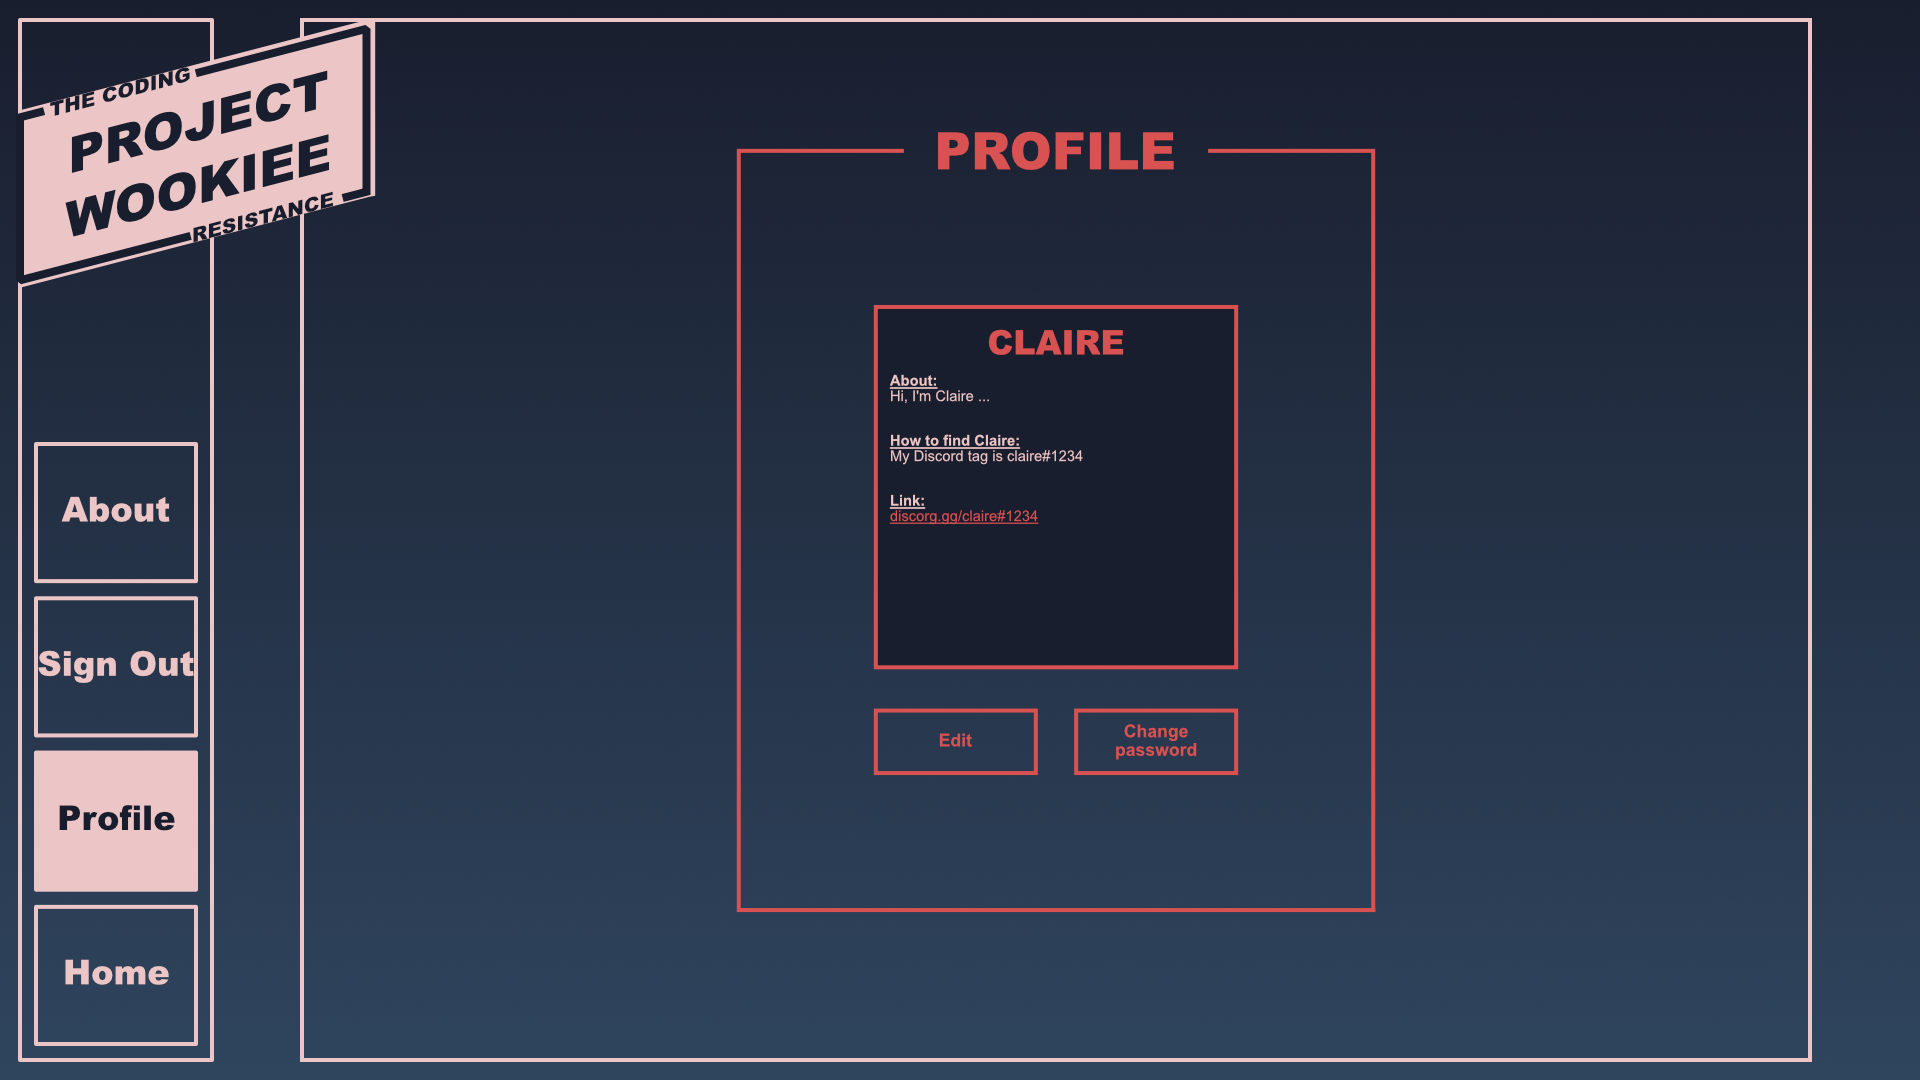 THE CODING
PROJECT
WOOKIEE
RESISTANCE
About
Sign Out
Profile
Home
PROFILE
CLAIRE
About:
Hi, I'm Claire ...
How to find Claire:
My Discord tag is claire#1234
Link:
discorg.gg/claire#1234
Edit
Change
password